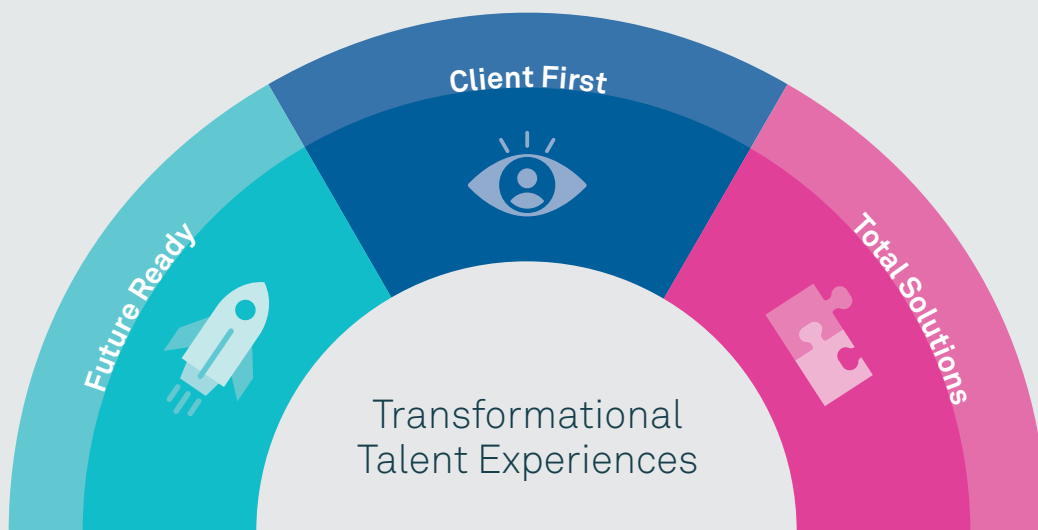 Client First
Future Ready
Total Solutions
Transformational
Talent Experiences